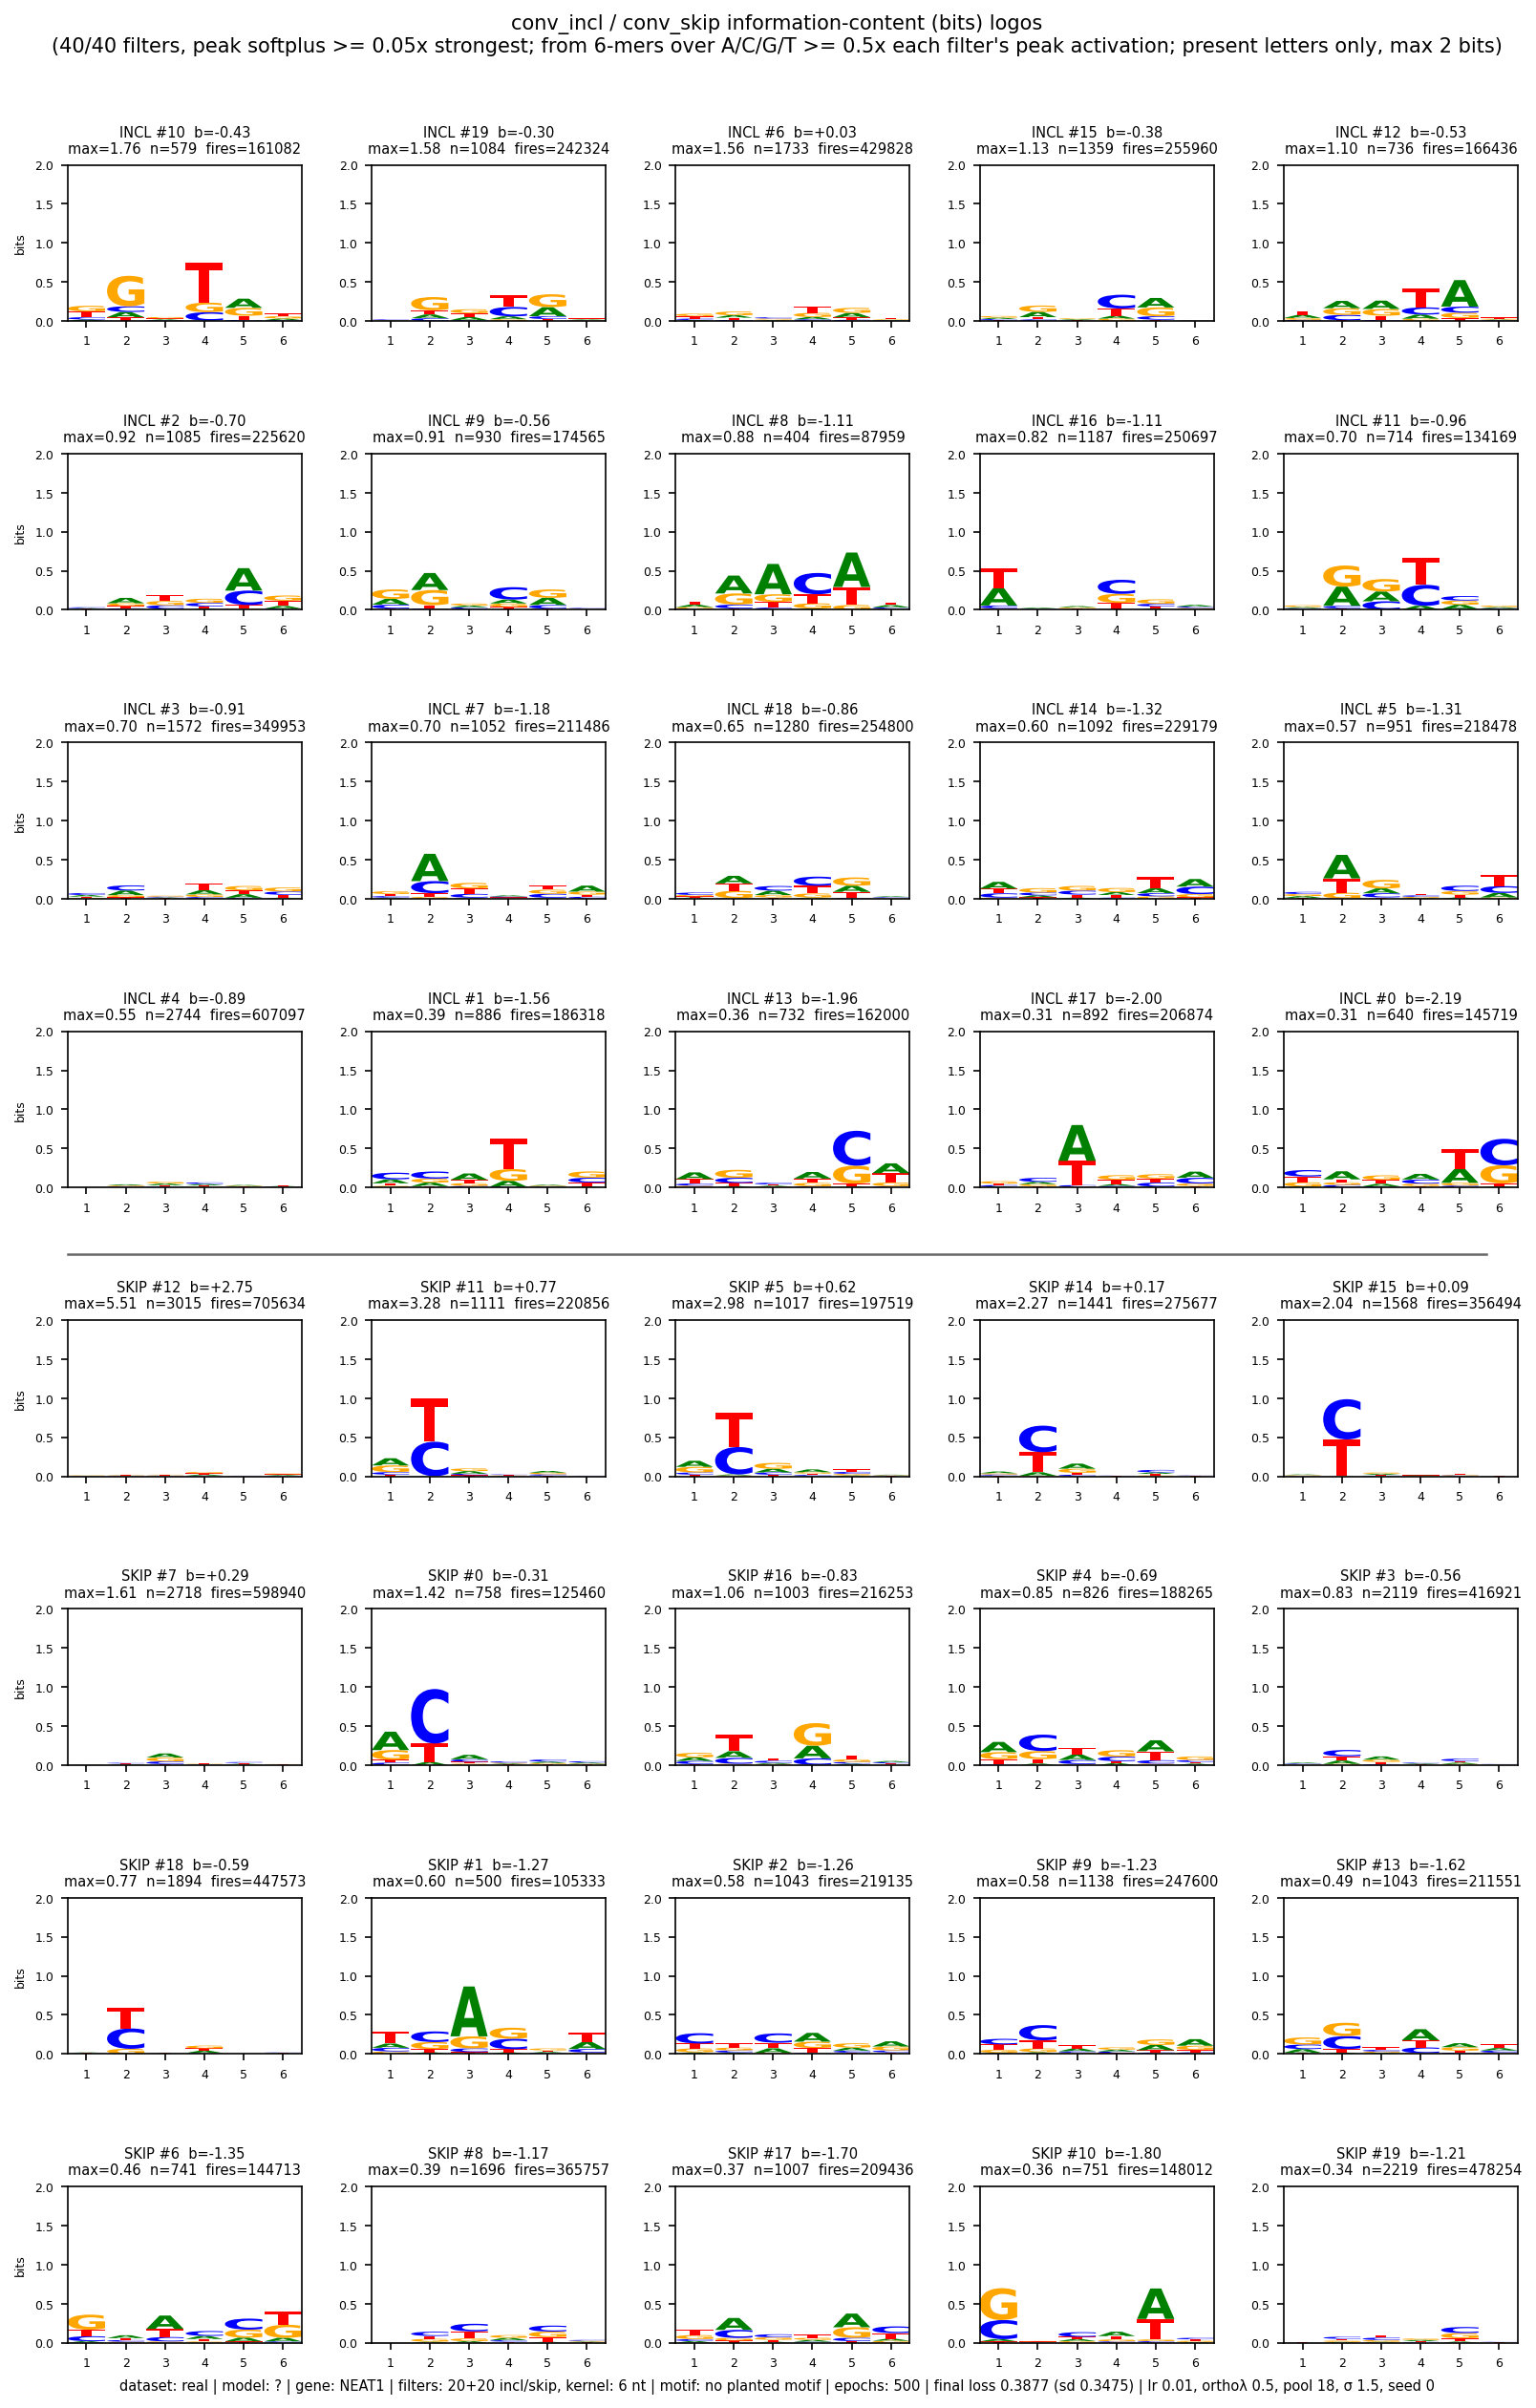 conv_incl / conv_skip information-content (bits) logos
(40/40 filters, peak softplus >= 0.05x strongest; from 6-mers over A/C/G/T >= 0.5x each filter's peak activation; present letters only, max 2 bits)
INCL #10 b=-0.43
max=1.76 n=579 fires=161082
INCL #19 b=-0.30
max=1.58 n=1084 fires=242324
INCL #6 b=+0.03
max=1.56 n=1733 fires=429828
INCL #15 b=-0.38
max=1.13 n=1359 fires=255960
INCL #12 b=-0.53
max=1.10 n=736 fires=166436
INCL #2 b=-0.70
max=0.92 n=1085 fires=225620
INCL #9 b=-0.56
max=0.91 n=930 fires=174565
INCL #8 b=-1.11
max=0.88 n=404 fires=87959
INCL #16 b=-1.11
max=0.82 n=1187 fires=250697
INCL #11 b=-0.96
max=0.70 n=714 fires=134169
INCL #3 b=-0.91
max=0.70 n=1572 fires=349953
INCL #7 b=-1.18
max=0.70 n=1052 fires=211486
INCL #18 b=-0.86
max=0.65 n=1280 fires=254800
INCL #14 b=-1.32
max=0.60 n=1092 fires=229179
INCL #5 b=-1.31
max=0.57 n=951 fires=218478
INCL #4 b=-0.89
max=0.55 n=2744 fires=607097
INCL #1 b=-1.56
max=0.39 n=886 fires=186318
INCL #13 b=-1.96
max=0.36 n=732 fires=162000
INCL #17 b=-2.00
max=0.31 n=892 fires=206874
INCL #0 b=-2.19
max=0.31 n=640 fires=145719
SKIP #12 b=+2.75
max=5.51 n=3015 fires=705634
SKIP #11 b=+0.77
max=3.28 n=1111 fires=220856
SKIP #5 b=+0.62
max=2.98 n=1017 fires=197519
SKIP #14 b=+0.17
max=2.27 n=1441 fires=275677
SKIP #15 b=+0.09
max=2.04 n=1568 fires=356494
SKIP #7 b=+0.29
max=1.61 n=2718 fires=598940
SKIP #0 b=-0.31
max=1.42 n=758 fires=125460
SKIP #16 b=-0.83
max=1.06 n=1003 fires=216253
SKIP #4 b=-0.69
max=0.85 n=826 fires=188265
SKIP #3 b=-0.56
max=0.83 n=2119 fires=416921
SKIP #18 b=-0.59
max=0.77 n=1894 fires=447573
SKIP #1 b=-1.27
max=0.60 n=500 fires=105333
SKIP #2 b=-1.26
max=0.58 n=1043 fires=219135
SKIP #9 b=-1.23
max=0.58 n=1138 fires=247600
SKIP #13 b=-1.62
max=0.49 n=1043 fires=211551
SKIP #6 b=-1.35
max=0.46 n=741 fires=144713
SKIP #8 b=-1.17
max=0.39 n=1696 fires=365757
SKIP #17 b=-1.70
max=0.37 n=1007 fires=209436
SKIP #10 b=-1.80
max=0.36 n=751 fires=148012
SKIP #19 b=-1.21
max=0.34 n=2219 fires=478254
dataset: real | model: ? | gene: NEAT1 | filters: 20+20 incl/skip, kernel: 6 nt | motif: no planted motif | epochs: 500 | final loss 0.3877 (sd 0.3475) | lr 0.01, orthoλ 0.5, pool 18, σ 1.5, seed 0